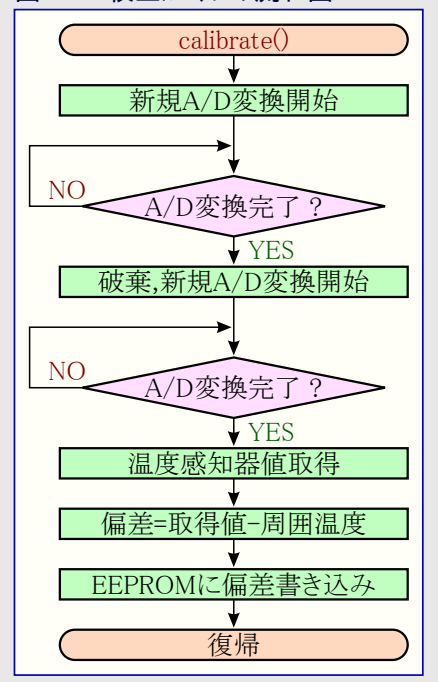 calibrate()
新規A/D変換開始
NO
A/D変換完了？
YES
破棄,新規A/D変換開始
NO
A/D変換完了？
YES
温度感知器値取得
偏差=取得値-周囲温度
EEPROMに偏差書き込み
復帰